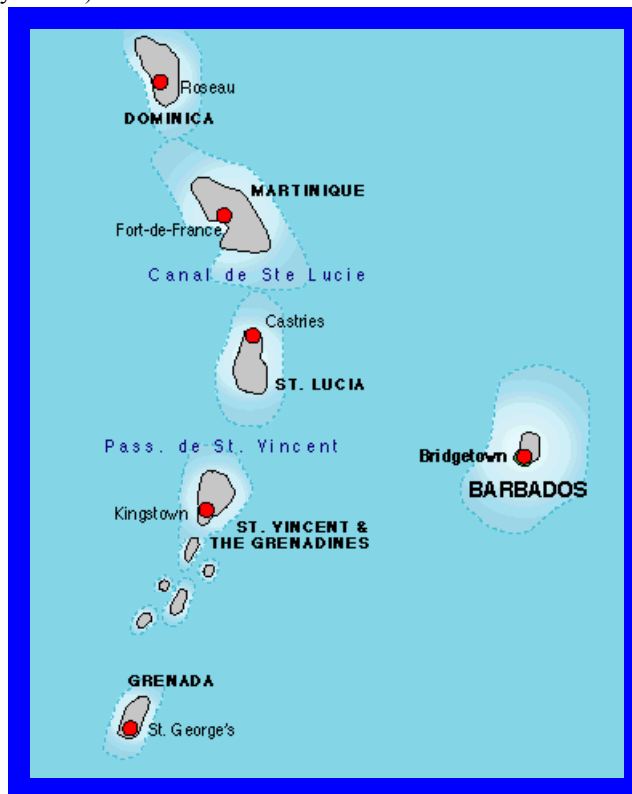 Roseau
DOMINICA
MARTINIQUE
Fort-de-France
Canal de Ste Lucie
Castries
ST. LUCIA
Pass. de St. Vincent
Bridgetown
BARBADOS
Kingstown
ST. VINCENT &
THE GRENADINES
GRENADA
St. George's